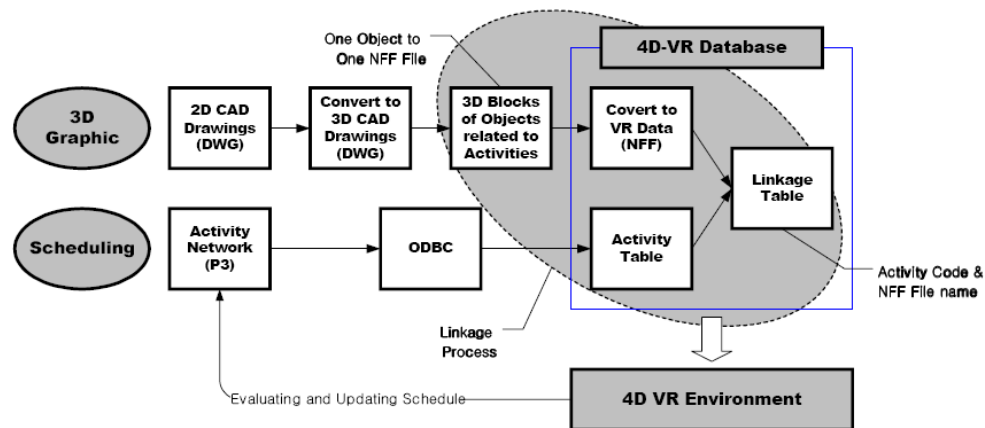 One Object to
One NFF File
4D-VR Database
3D
Graphic
2D CAD
Drawings
(DWG)
Convert to
3D CAD
Drawings
(DWG)
3D Blocks
of Objects
related to
Activities
Covert to
VR Data
(NFF)
Linkage
Table
Scheduling
Activity
Network
(P3)
ODBC
Activity
Table
Activity Code &
NFF File name
Linkage
Process
Evaluating and Updating Schedule
4D VR Environment